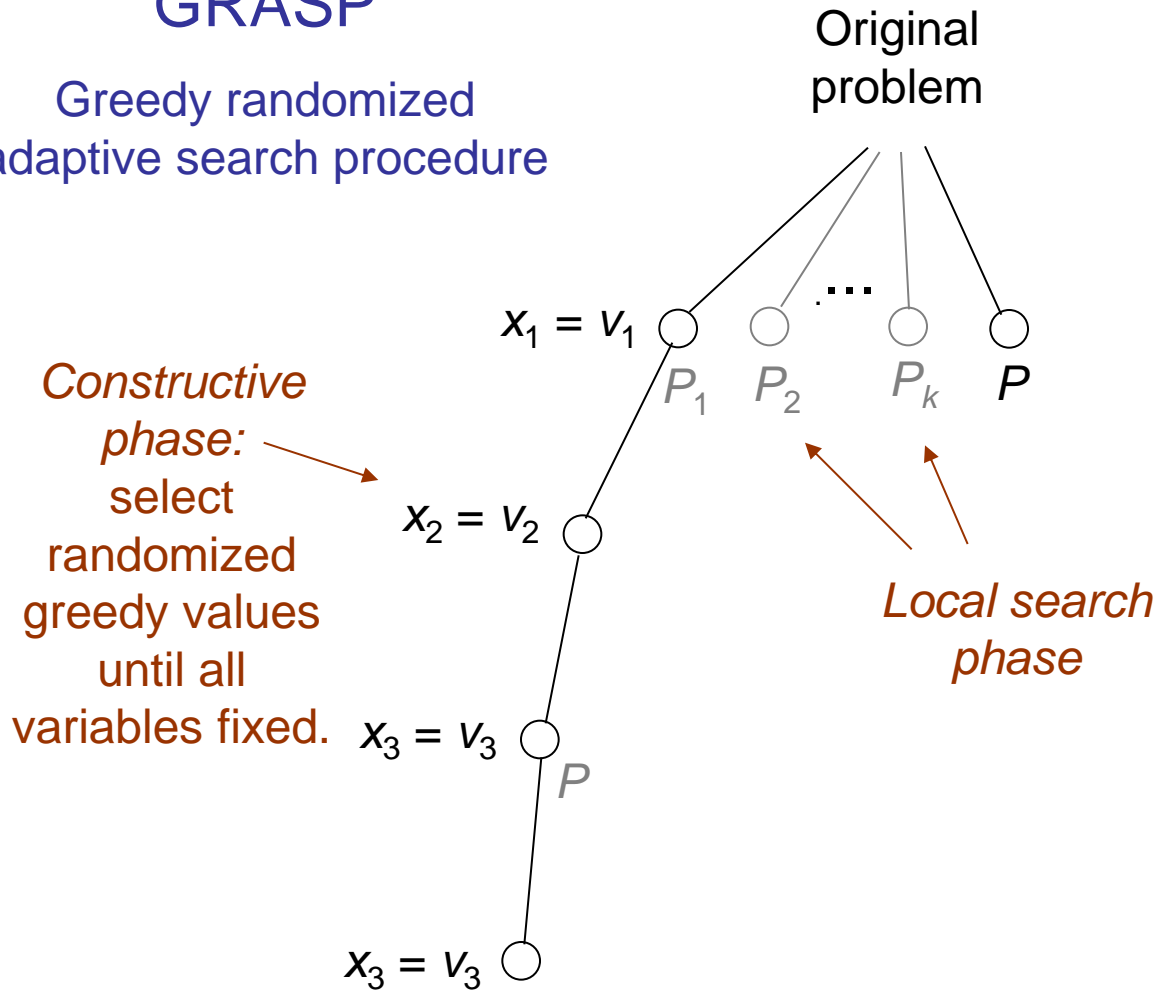 GRASP
Greedy randomized
adaptive search procedure
Original
problem
x₁ = v₁
P₁ P₂ ... Pₖ P
Constructive
phase:
select
randomized
greedy values
until all
variables fixed.
x₂ = v₂
Local search
phase
x₃ = v₃
P
x₃ = v₃